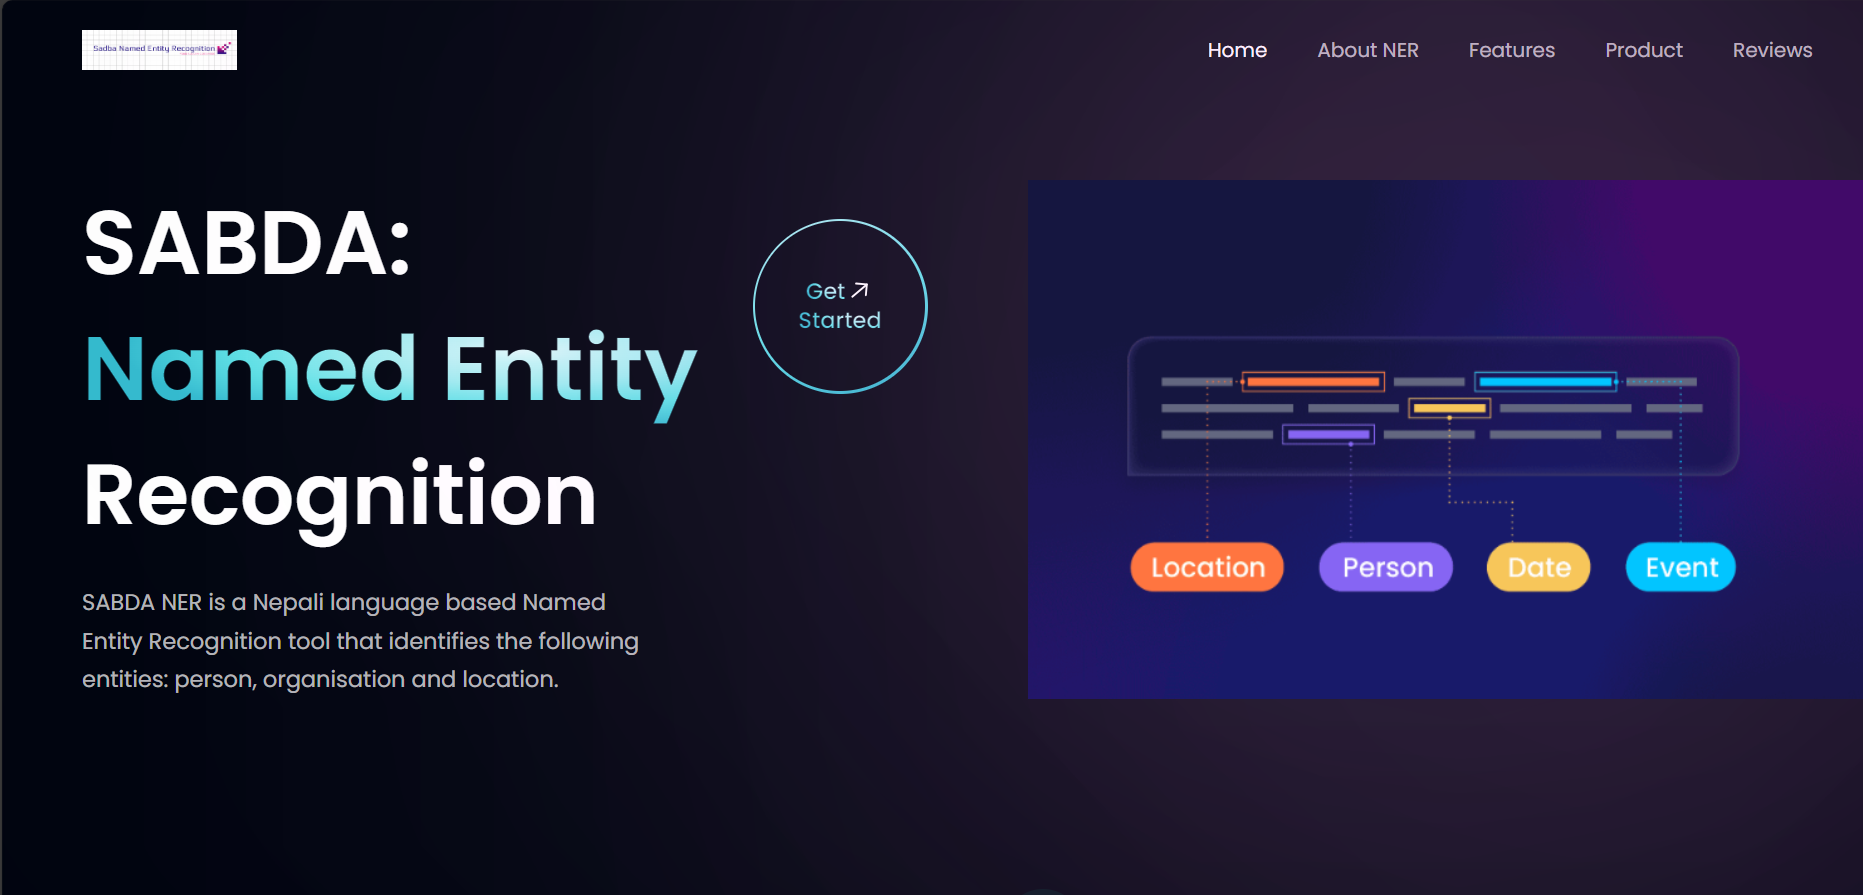 Sadba Named Entity Recognition
Home About NER Features Product Reviews
SABDA:
Named Entity
Recognition
Get
Started
SABDA NER is a Nepali language based Named
Entity Recognition tool that identifies the following
entities: person, organisation and location.
Location Person Date Event